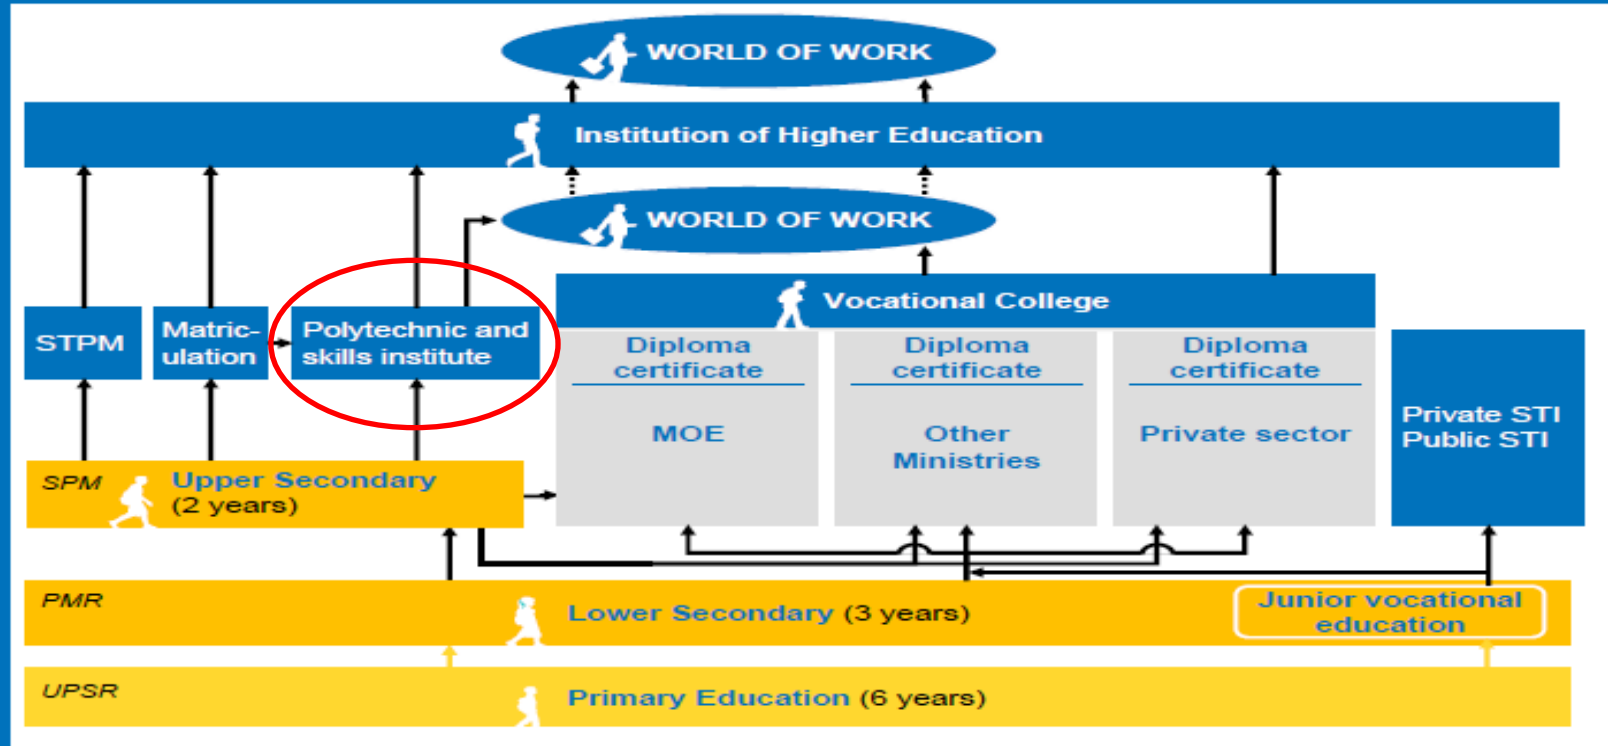 WORLD OF WORK
Institution of Higher Education
WORLD OF WORK
Vocational College
STPM
Matric-
ulation
Polytechnic and
skills institute
Diploma
certificate
MOE
Diploma
certificate
Other
Ministries
Diploma
certificate
Private sector
Private STI
Public STI
SPM
Upper Secondary
(2 years)
PMR
Lower Secondary (3 years)
Junior vocational
education
UPSR
Primary Education (6 years)